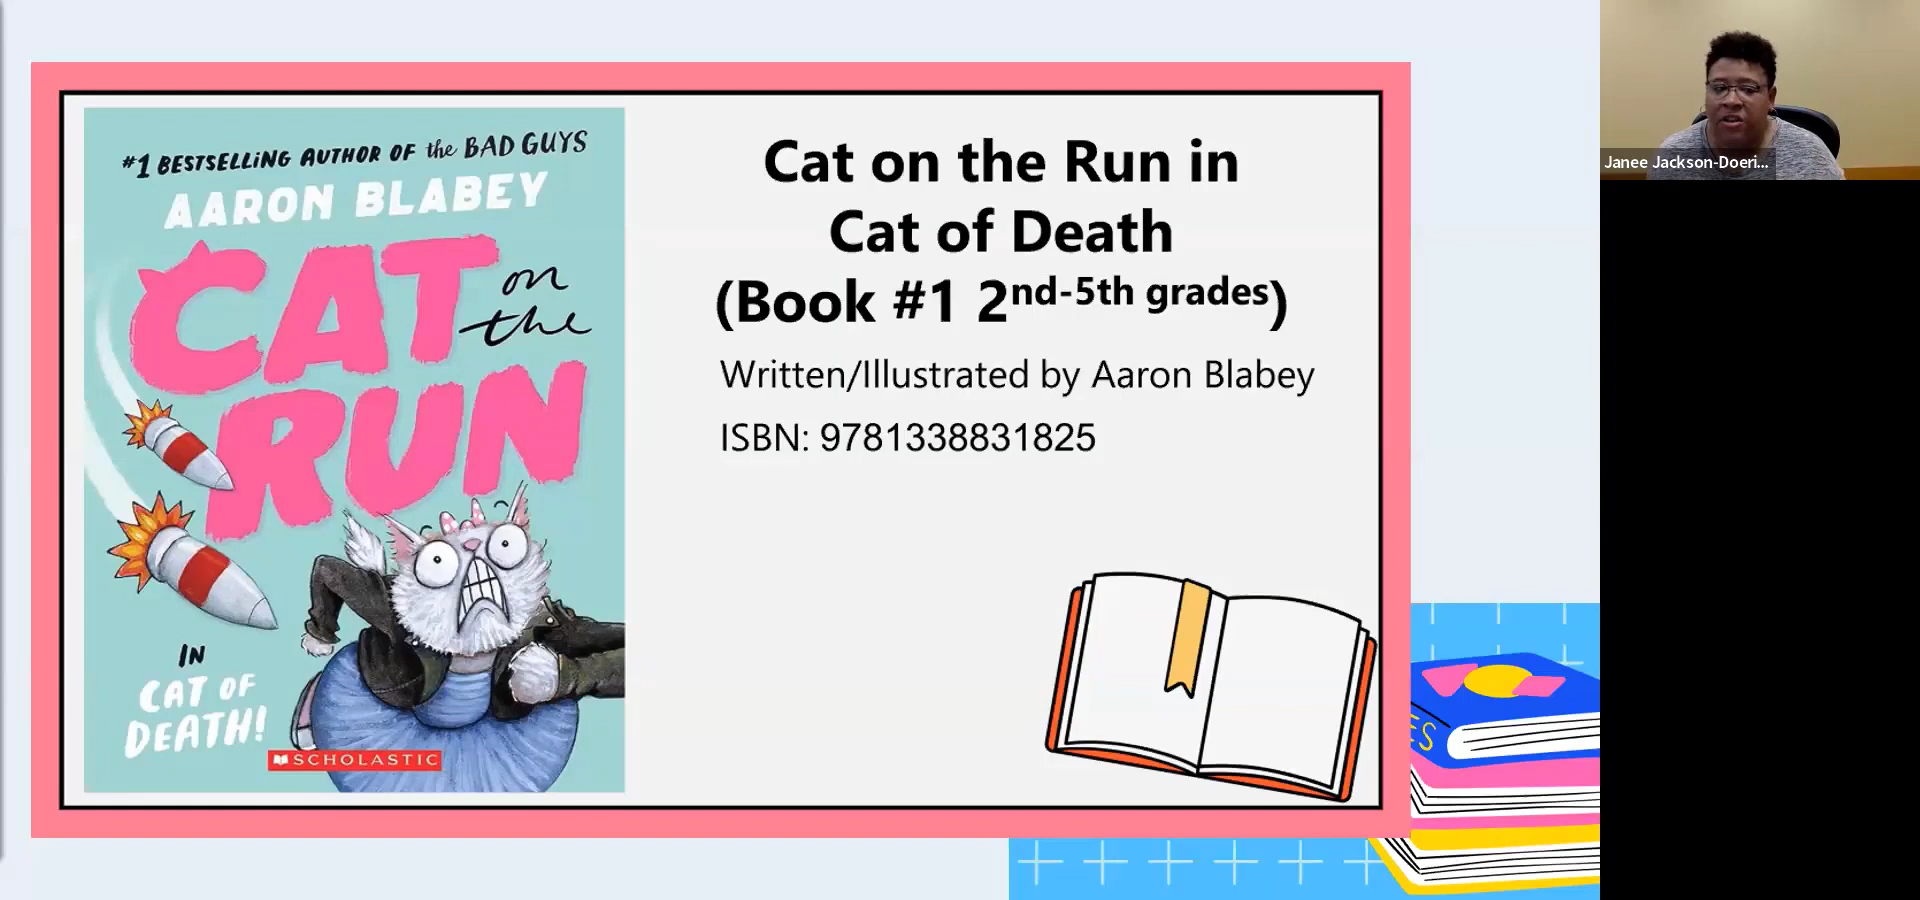 #1 BESTSELLiNG AUTHOR OF the BAD GUYS
AARON BLABEY
CAT on
the
RUN
IN
CAT OF
DEATH!
SCHOLASTIC
Cat on the Run in
Cat of Death
(Book #1 2nd-5th grades)
Written/Illustrated by Aaron Blabey
ISBN: 9781338831825
ES
Janee Jackson-Doeri...